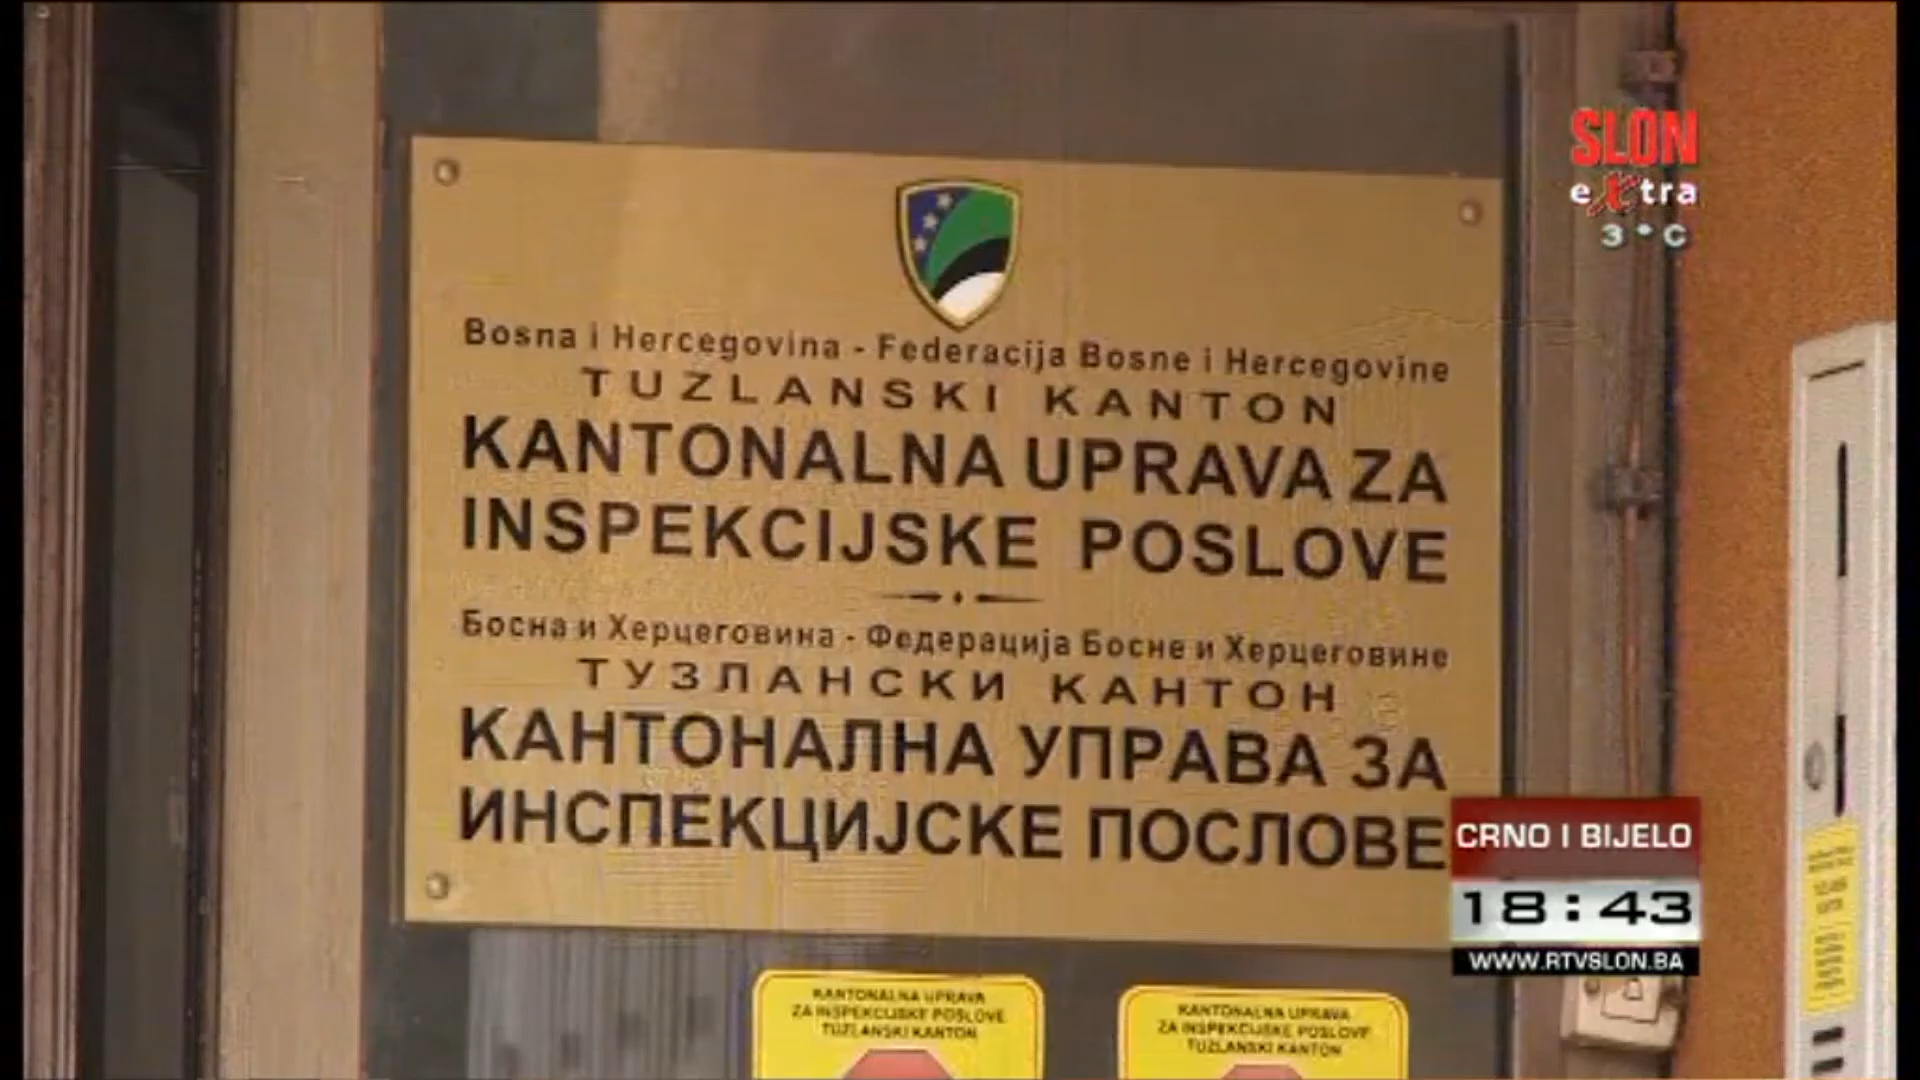 SLON
extra
3°C
Bosna i Hercegovina - Federacija Bosne i Hercegovine
TUZLANSKI KANTON
KANTONALNA UPRAVA ZA
INSPEKCIJSKE POSLOVE
Босна и Херцеговина - Федерација Босне и Херцеговине
ТУЗЛАНСКИ КАНТОН
КАНТОНАЛНА УПРАВА ЗА
ИНСПЕКЦИЈСКЕ ПОСЛОВЕ
CRNO I BIJELO
18:43
WWW.RTVSLON.BA
KANTONALNA UPRAVA
ZA INSPEKCIJSKE POSLOVE
TUZLANSKI KANTON
KANTONALNA UPRAVA
ZA INSPEKCIJSKE POSLOVE
TUZLANSKI KANTON